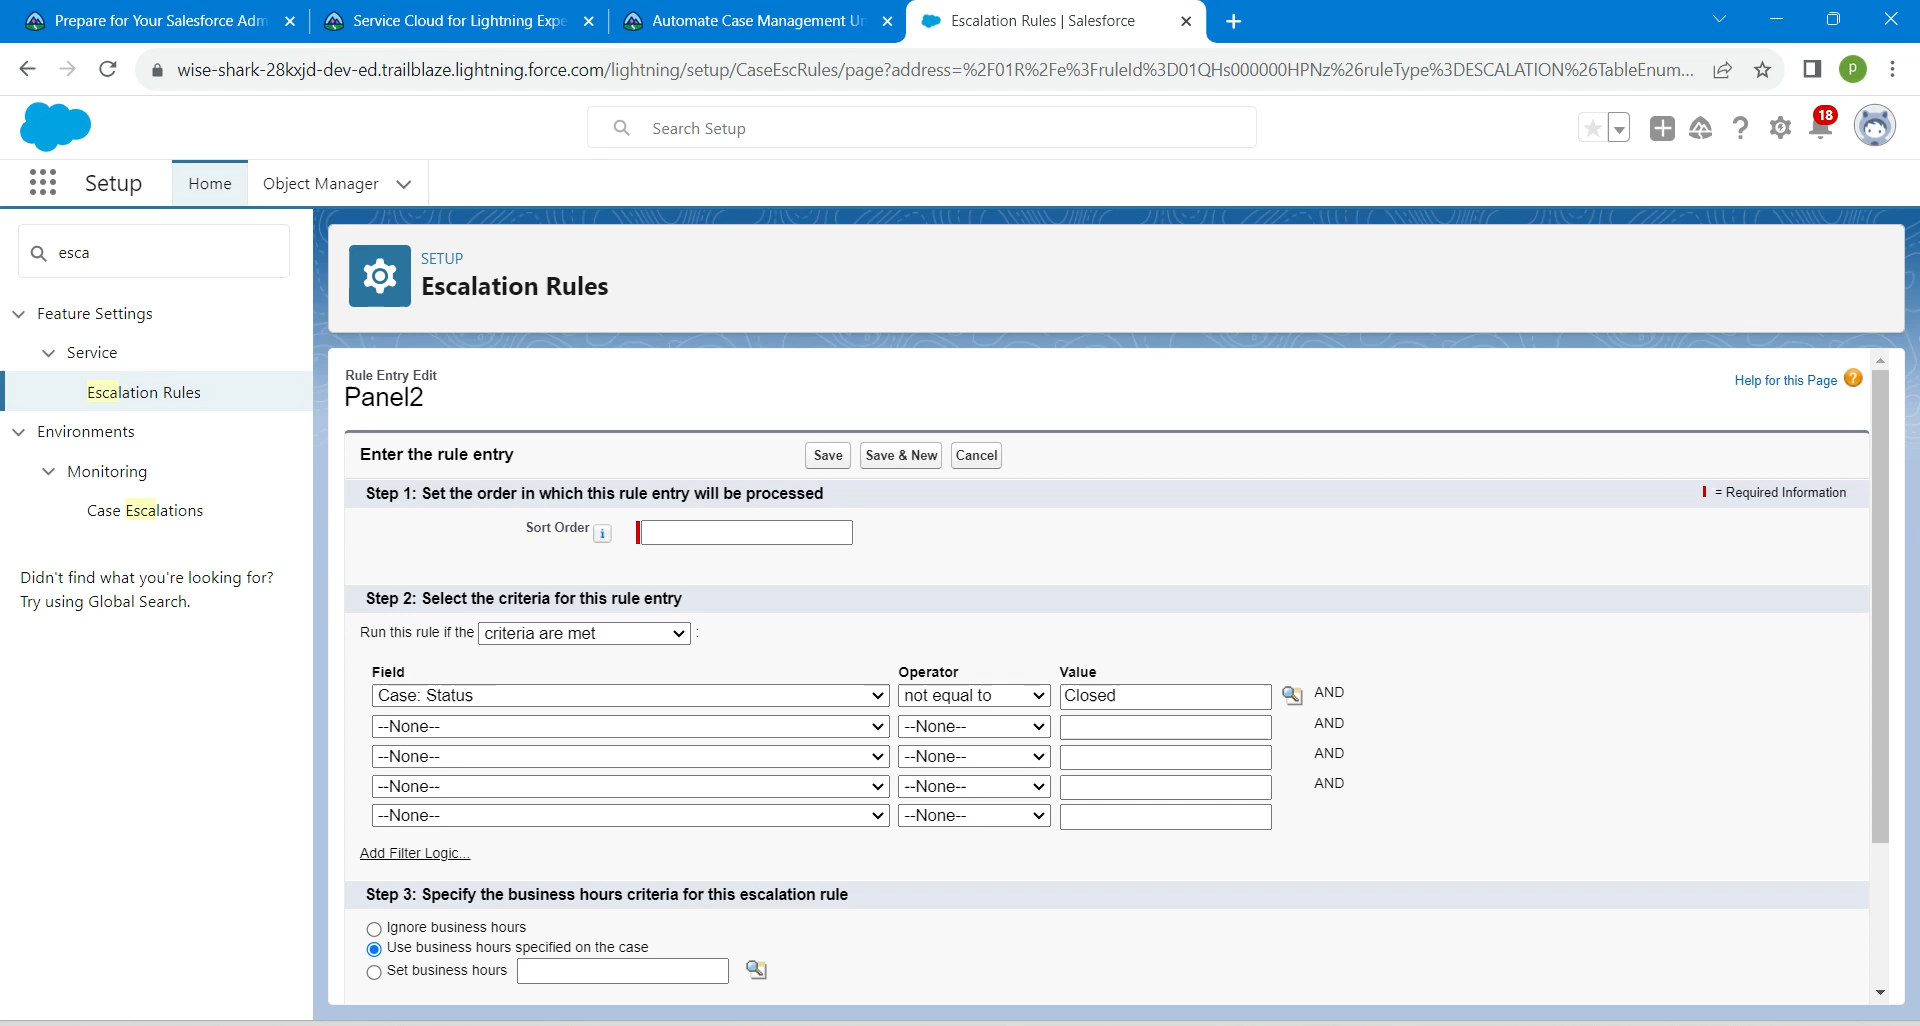 Prepare for Your Salesforce Adm
Service Cloud for Lightning Expe
Automate Case Management Un
Escalation Rules | Salesforce
wise-shark-28kxjd-dev-ed.trailblaze.lightning.force.com/lightning/setup/CaseEscRules/page?address=%2F01R%2Fe%3FruleId%3D01QHs000000HPNz%26ruleType%3DESCALATION%26TableEnum...
P
Search Setup
18
Setup
Home
Object Manager
esca
Feature Settings
Service
Escalation Rules
Environments
Monitoring
Case Escalations
Didn't find what you're looking for?
Try using Global Search.
SETUP
Escalation Rules
Rule Entry Edit
Panel2
Help for this Page ?
Enter the rule entry
Save
Save & New
Cancel
Step 1: Set the order in which this rule entry will be processed
= Required Information
Sort Order i
Step 2: Select the criteria for this rule entry
Run this rule if the criteria are met :
Field Operator Value
Case: Status not equal to Closed AND
--None-- --None-- AND
--None-- --None-- AND
--None-- --None-- AND
--None-- --None--
Add Filter Logic...
Step 3: Specify the business hours criteria for this escalation rule
Ignore business hours
Use business hours specified on the case
Set business hours